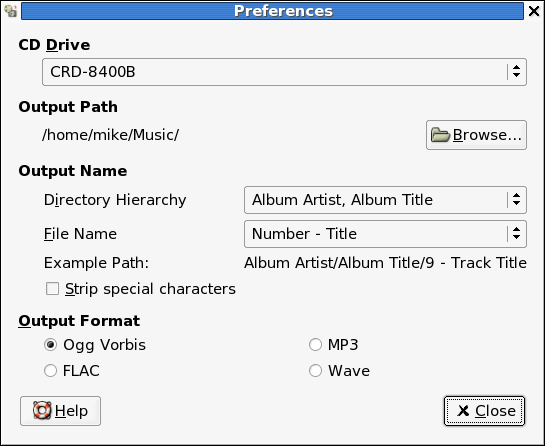 Preferences
CD Drive
CRD-8400B
Output Path
/home/mike/Music/ Browse...
Output Name
Directory Hierarchy Album Artist, Album Title
File Name Number - Title
Example Path: Album Artist/Album Title/9 - Track Title
Strip special characters
Output Format
Ogg Vorbis MP3
FLAC Wave
Help Close